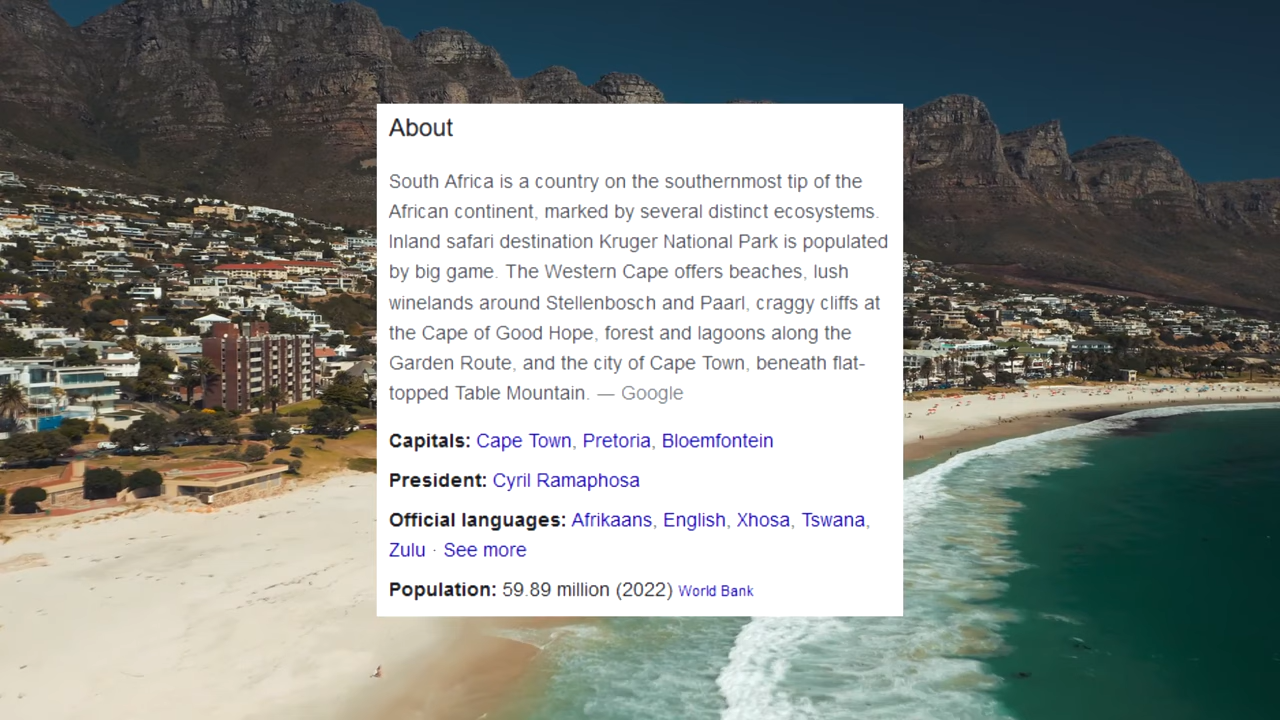 About
South Africa is a country on the southernmost tip of the
African continent, marked by several distinct ecosystems.
Inland safari destination Kruger National Park is populated
by big game. The Western Cape offers beaches, lush
winelands around Stellenbosch and Paarl, craggy cliffs at
the Cape of Good Hope, forest and lagoons along the
Garden Route, and the city of Cape Town, beneath flat-
topped Table Mountain. — Google
Capitals: Cape Town, Pretoria, Bloemfontein
President: Cyril Ramaphosa
Official languages: Afrikaans, English, Xhosa, Tswana,
Zulu · See more
Population: 59.89 million (2022) World Bank